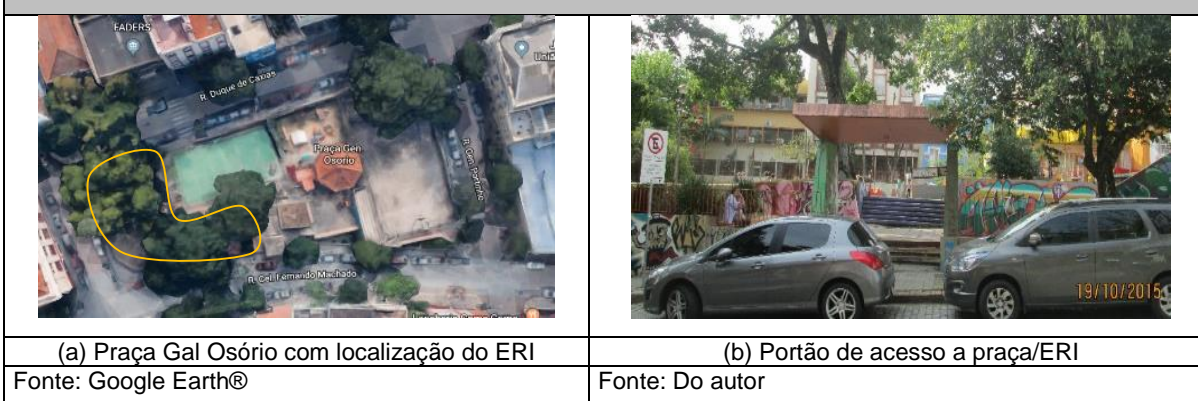 FADERS
R. Duque de Caxias
Praça Gen.
Osório
R. Gen. Portinho
R. Cel. Fernando Machado
19/10/2015
(a) Praça Gal Osório com localização do ERI
(b) Portão de acesso a praça/ERI
Fonte: Google Earth®
Fonte: Do autor